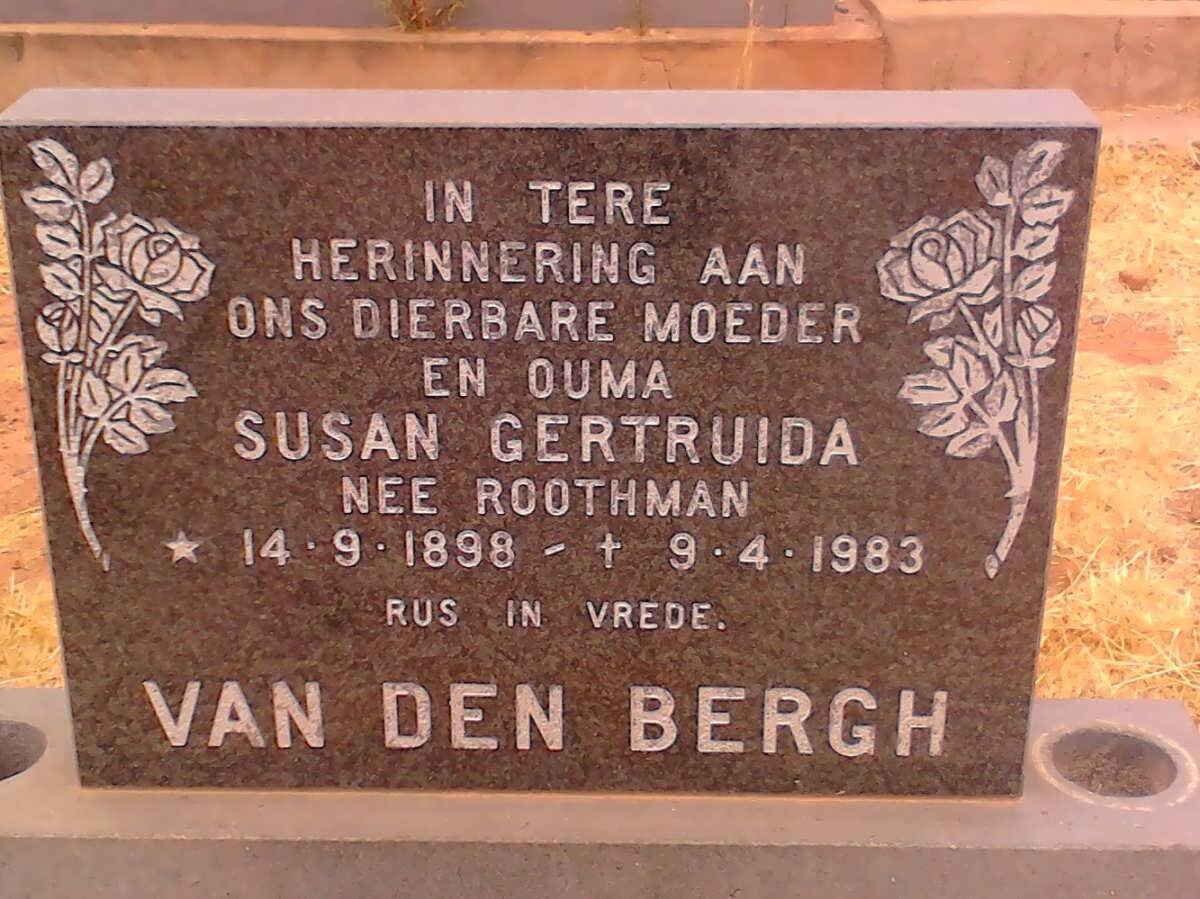 IN TERE
HERINNERING AAN
ONS DIERBARE MOEDER
EN OUMA
SUSAN GERTRUIDA
NEE ROOTHMAN
★ 14·9·1898 - † 9·4·1983
RUS IN VREDE.
VAN DEN BERGH